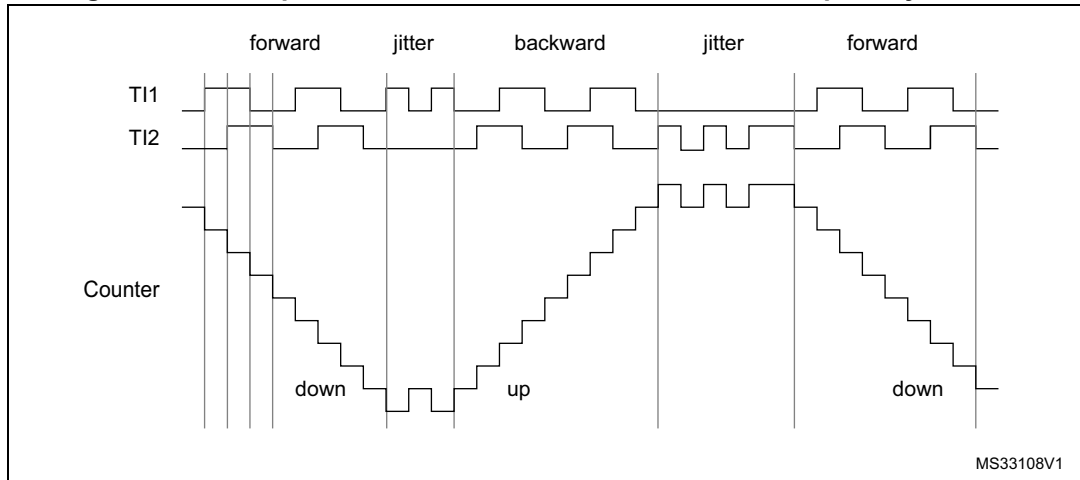 forward jitter backward jitter forward
TI1
TI2
Counter
down up down
MS33108V1